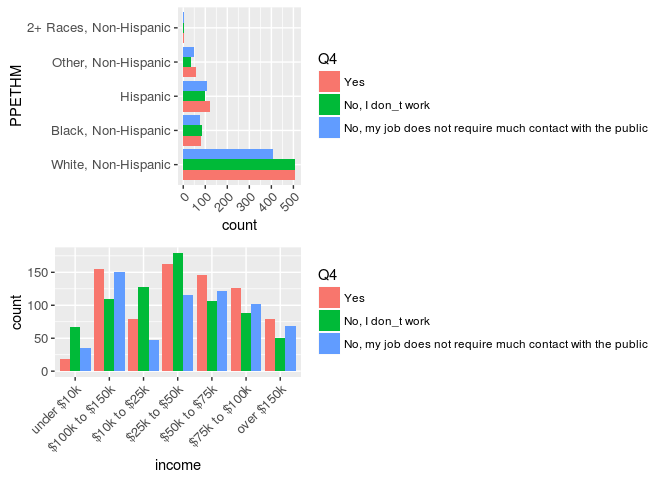 PPETHM
2+ Races, Non-Hispanic
Other, Non-Hispanic
Hispanic
Black, Non-Hispanic
White, Non-Hispanic
0
100
200
300
400
500
count
Q4
Yes
No, I don_t work
No, my job does not require much contact with the public
count
150
100
50
0
under $10k
$100k to $150k
$10k to $25k
$25k to $50k
$50k to $75k
$75k to $100k
over $150k
income
Q4
Yes
No, I don_t work
No, my job does not require much contact with the public